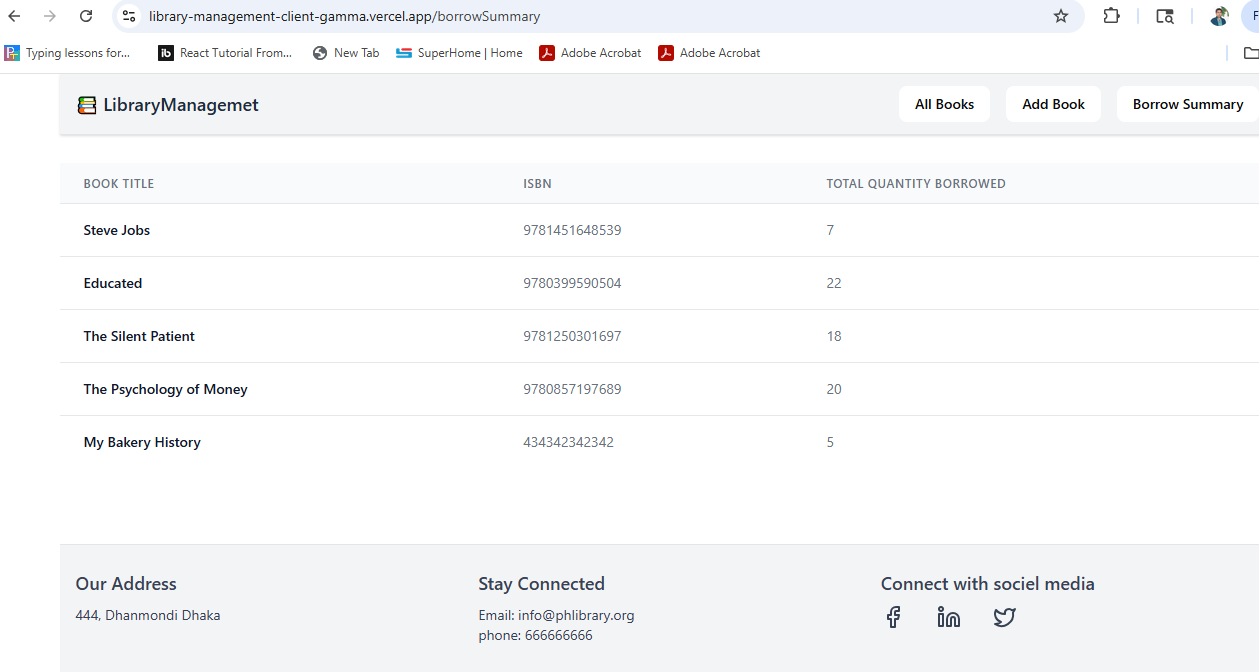 library-management-client-gamma.vercel.app/borrowSummary
Typing lessons for... React Tutorial From... New Tab SuperHome | Home Adobe Acrobat Adobe Acrobat
LibraryManagemet All Books Add Book Borrow Summary
BOOK TITLE ISBN TOTAL QUANTITY BORROWED
Steve Jobs 9781451648539 7
Educated 9780399590504 22
The Silent Patient 9781250301697 18
The Psychology of Money 9780857197689 20
My Bakery History 434342342342 5
Our Address Stay Connected Connect with sociel media
444, Dhanmondi Dhaka Email: info@phlibrary.org
phone: 666666666